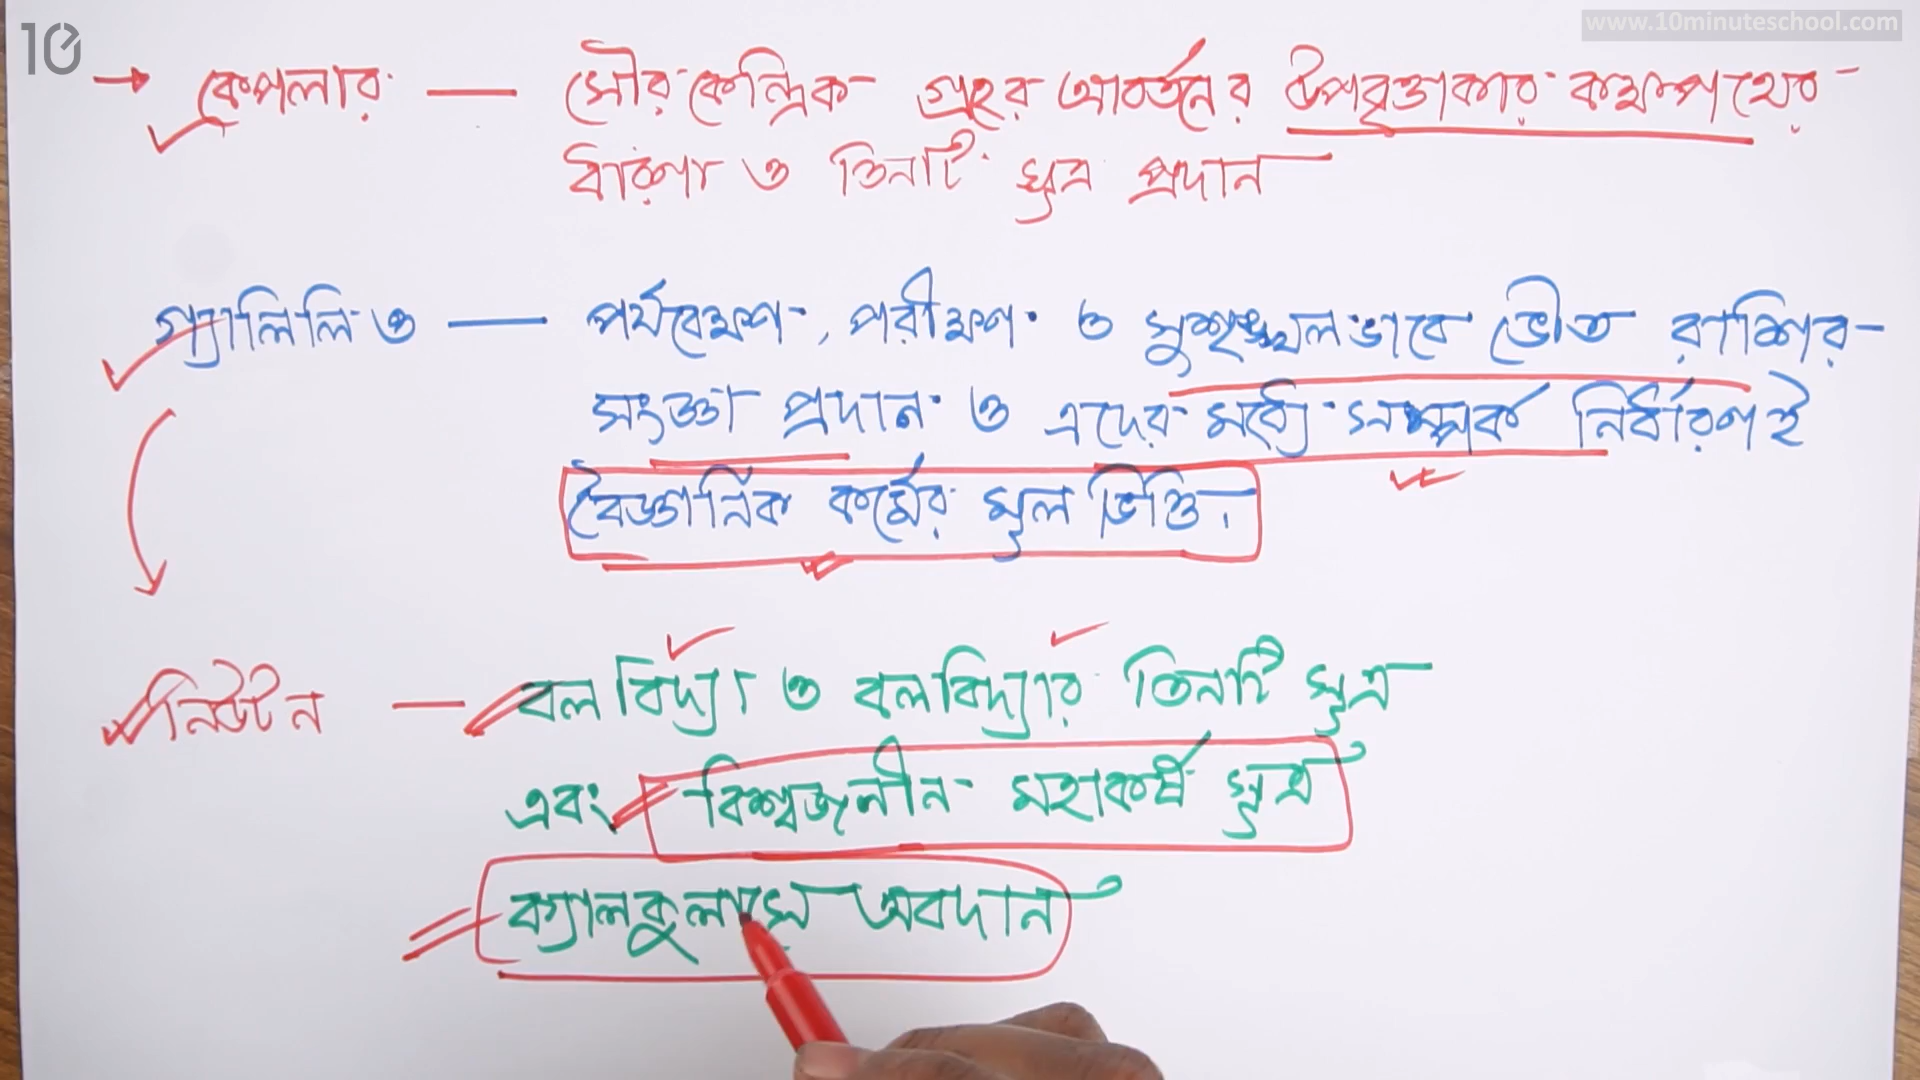 10
www.10minuteschool.com
→ কেপলার — সৌরকেন্দ্রিক গ্রহের আবর্তনের উপবৃত্তাকার কক্ষপথের
ধারণা ও তিনটি সূত্র প্রদান
গ্যালিলিও — পর্যবেক্ষণ, পরীক্ষণ ও সুশৃঙ্খলভাবে ভৌত রাশির
সংজ্ঞা প্রদান ও এদের মধ্যে সম্পর্ক নির্ধারণই
বৈজ্ঞানিক কর্মের মূল ভিত্তি।
নিউটন — বলবিদ্যা ও বলবিদ্যার তিনটি সূত্র
এবং বিশ্বজনীন মহাকর্ষ সূত্র
ক্যালকুলাসে অবদান